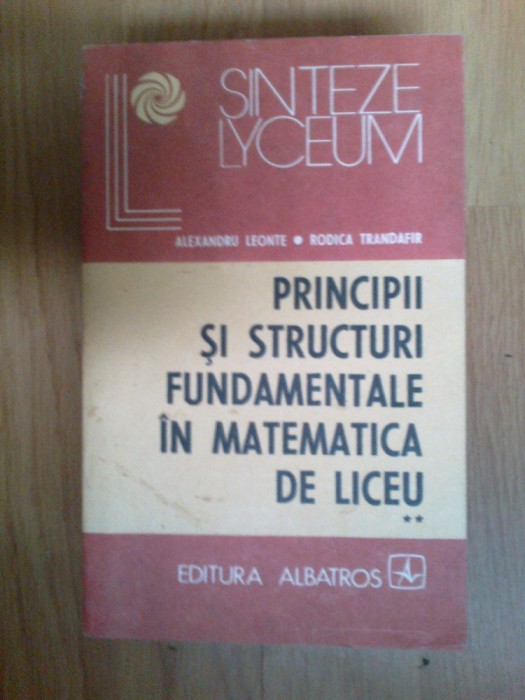 SINTEZE
LYCEUM
ALEXANDRU LEONTE • RODICA TRANDAFIR
PRINCIPII
ŞI STRUCTURI
FUNDAMENTALE
ÎN MATEMATICA
DE LICEU
**
EDITURA ALBATROS